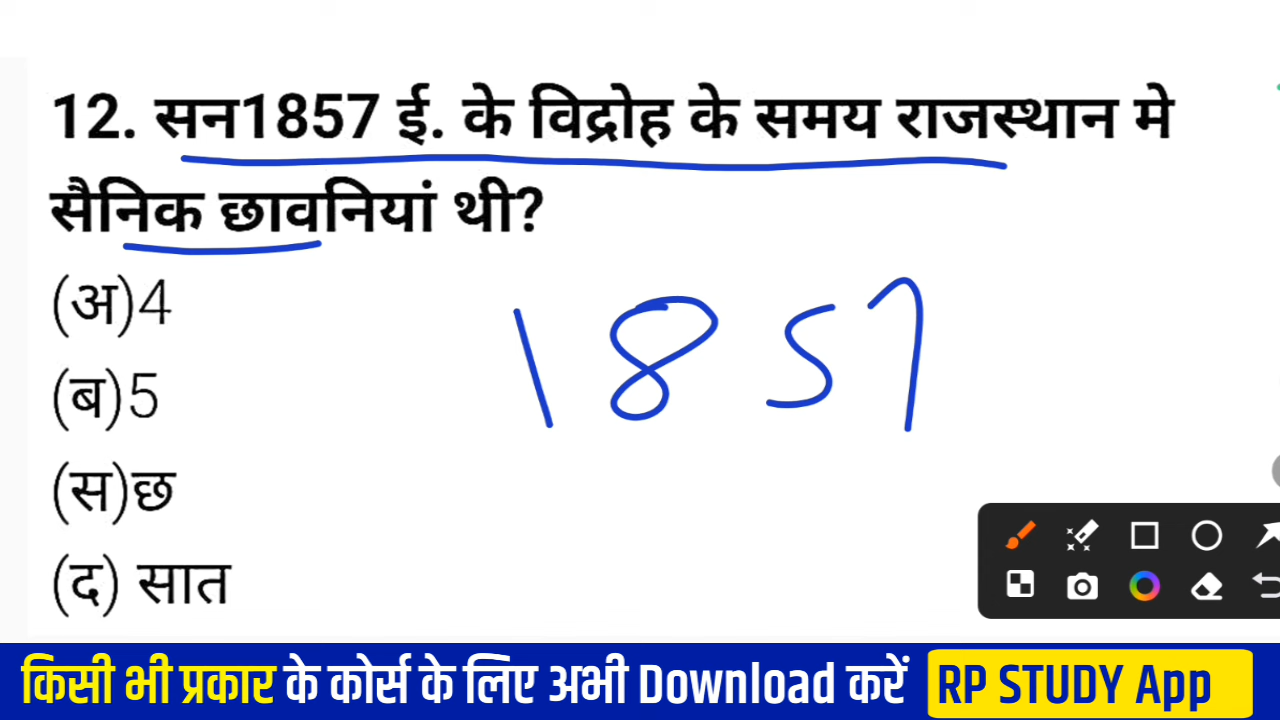 12. सन1857 ई. के विद्रोह के समय राजस्थान मे
सैनिक छावनियां थी?
(अ)4
(ब)5
(स)छ
(द) सात
1857
किसी भी प्रकार के कोर्स के लिए अभी Download करें RP STUDY App